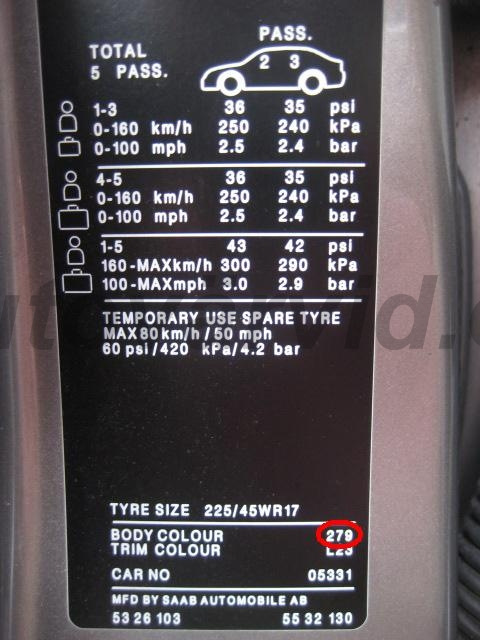 PASS.
TOTAL
5 PASS.
2 3
1-3 36 35 psi
0-160 km/h 250 240 kPa
0-100 mph 2.5 2.4 bar
4-5 36 35 psi
0-160 km/h 250 240 kPa
0-100 mph 2.5 2.4 bar
1-5 43 42 psi
160-MAXkm/h 300 290 kPa
100-MAXmph 3.0 2.9 bar
TEMPORARY USE SPARE TYRE
MAX80km/h/50 mph
60 psi/420 kPa/4.2 bar
TYRE SIZE 225/45WR17
BODY COLOUR 279
TRIM COLOUR L23
CAR NO 05331
MFD BY SAAB AUTOMOBILE AB
53 26 103 55 32 130